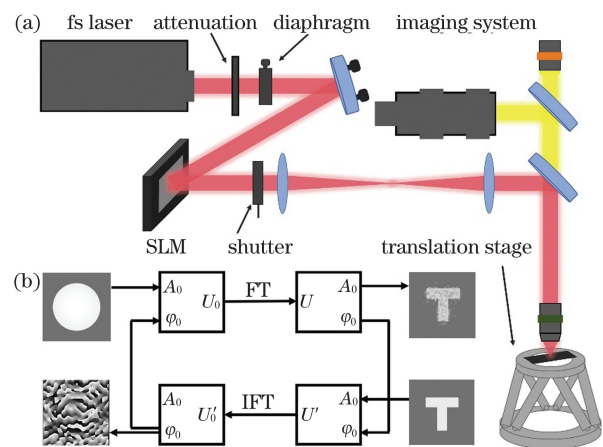 (a) fs laser attenuation diaphragm imaging system
SLM shutter translation stage
(b)
A₀ U₀ φ₀
FT
U A₀ φ₀
T
A₀ U₀′ φ₀
IFT
U′ A₀ φ₀
T